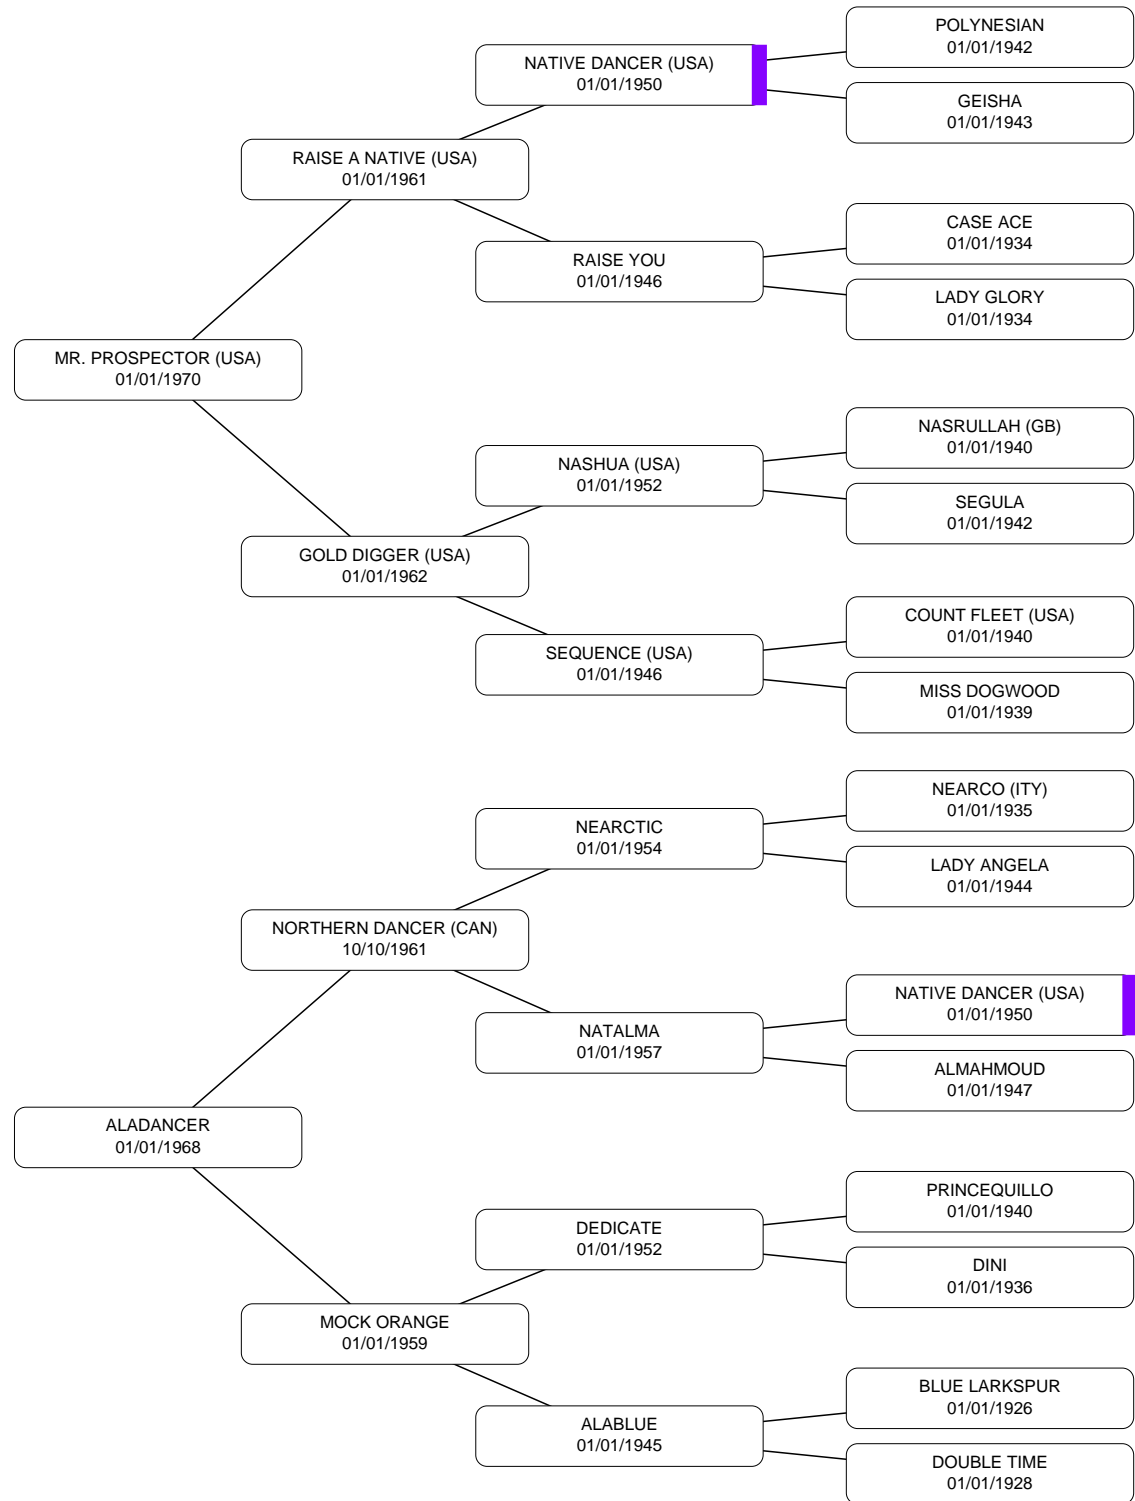 POLYNESIAN
01/01/1942
NATIVE DANCER (USA)
01/01/1950
GEISHA
01/01/1943
RAISE A NATIVE (USA)
01/01/1961
CASE ACE
01/01/1934
RAISE YOU
01/01/1946
LADY GLORY
01/01/1934
MR. PROSPECTOR (USA)
01/01/1970
NASRULLAH (GB)
01/01/1940
NASHUA (USA)
01/01/1952
SEGULA
01/01/1942
GOLD DIGGER (USA)
01/01/1962
COUNT FLEET (USA)
01/01/1940
SEQUENCE (USA)
01/01/1946
MISS DOGWOOD
01/01/1939
NEARCO (ITY)
01/01/1935
NEARCTIC
01/01/1954
LADY ANGELA
01/01/1944
NORTHERN DANCER (CAN)
10/10/1961
NATIVE DANCER (USA)
01/01/1950
NATALMA
01/01/1957
ALMAHMOUD
01/01/1947
ALADANCER
01/01/1968
PRINCEQUILLO
01/01/1940
DEDICATE
01/01/1952
DINI
01/01/1936
MOCK ORANGE
01/01/1959
BLUE LARKSPUR
01/01/1926
ALABLUE
01/01/1945
DOUBLE TIME
01/01/1928